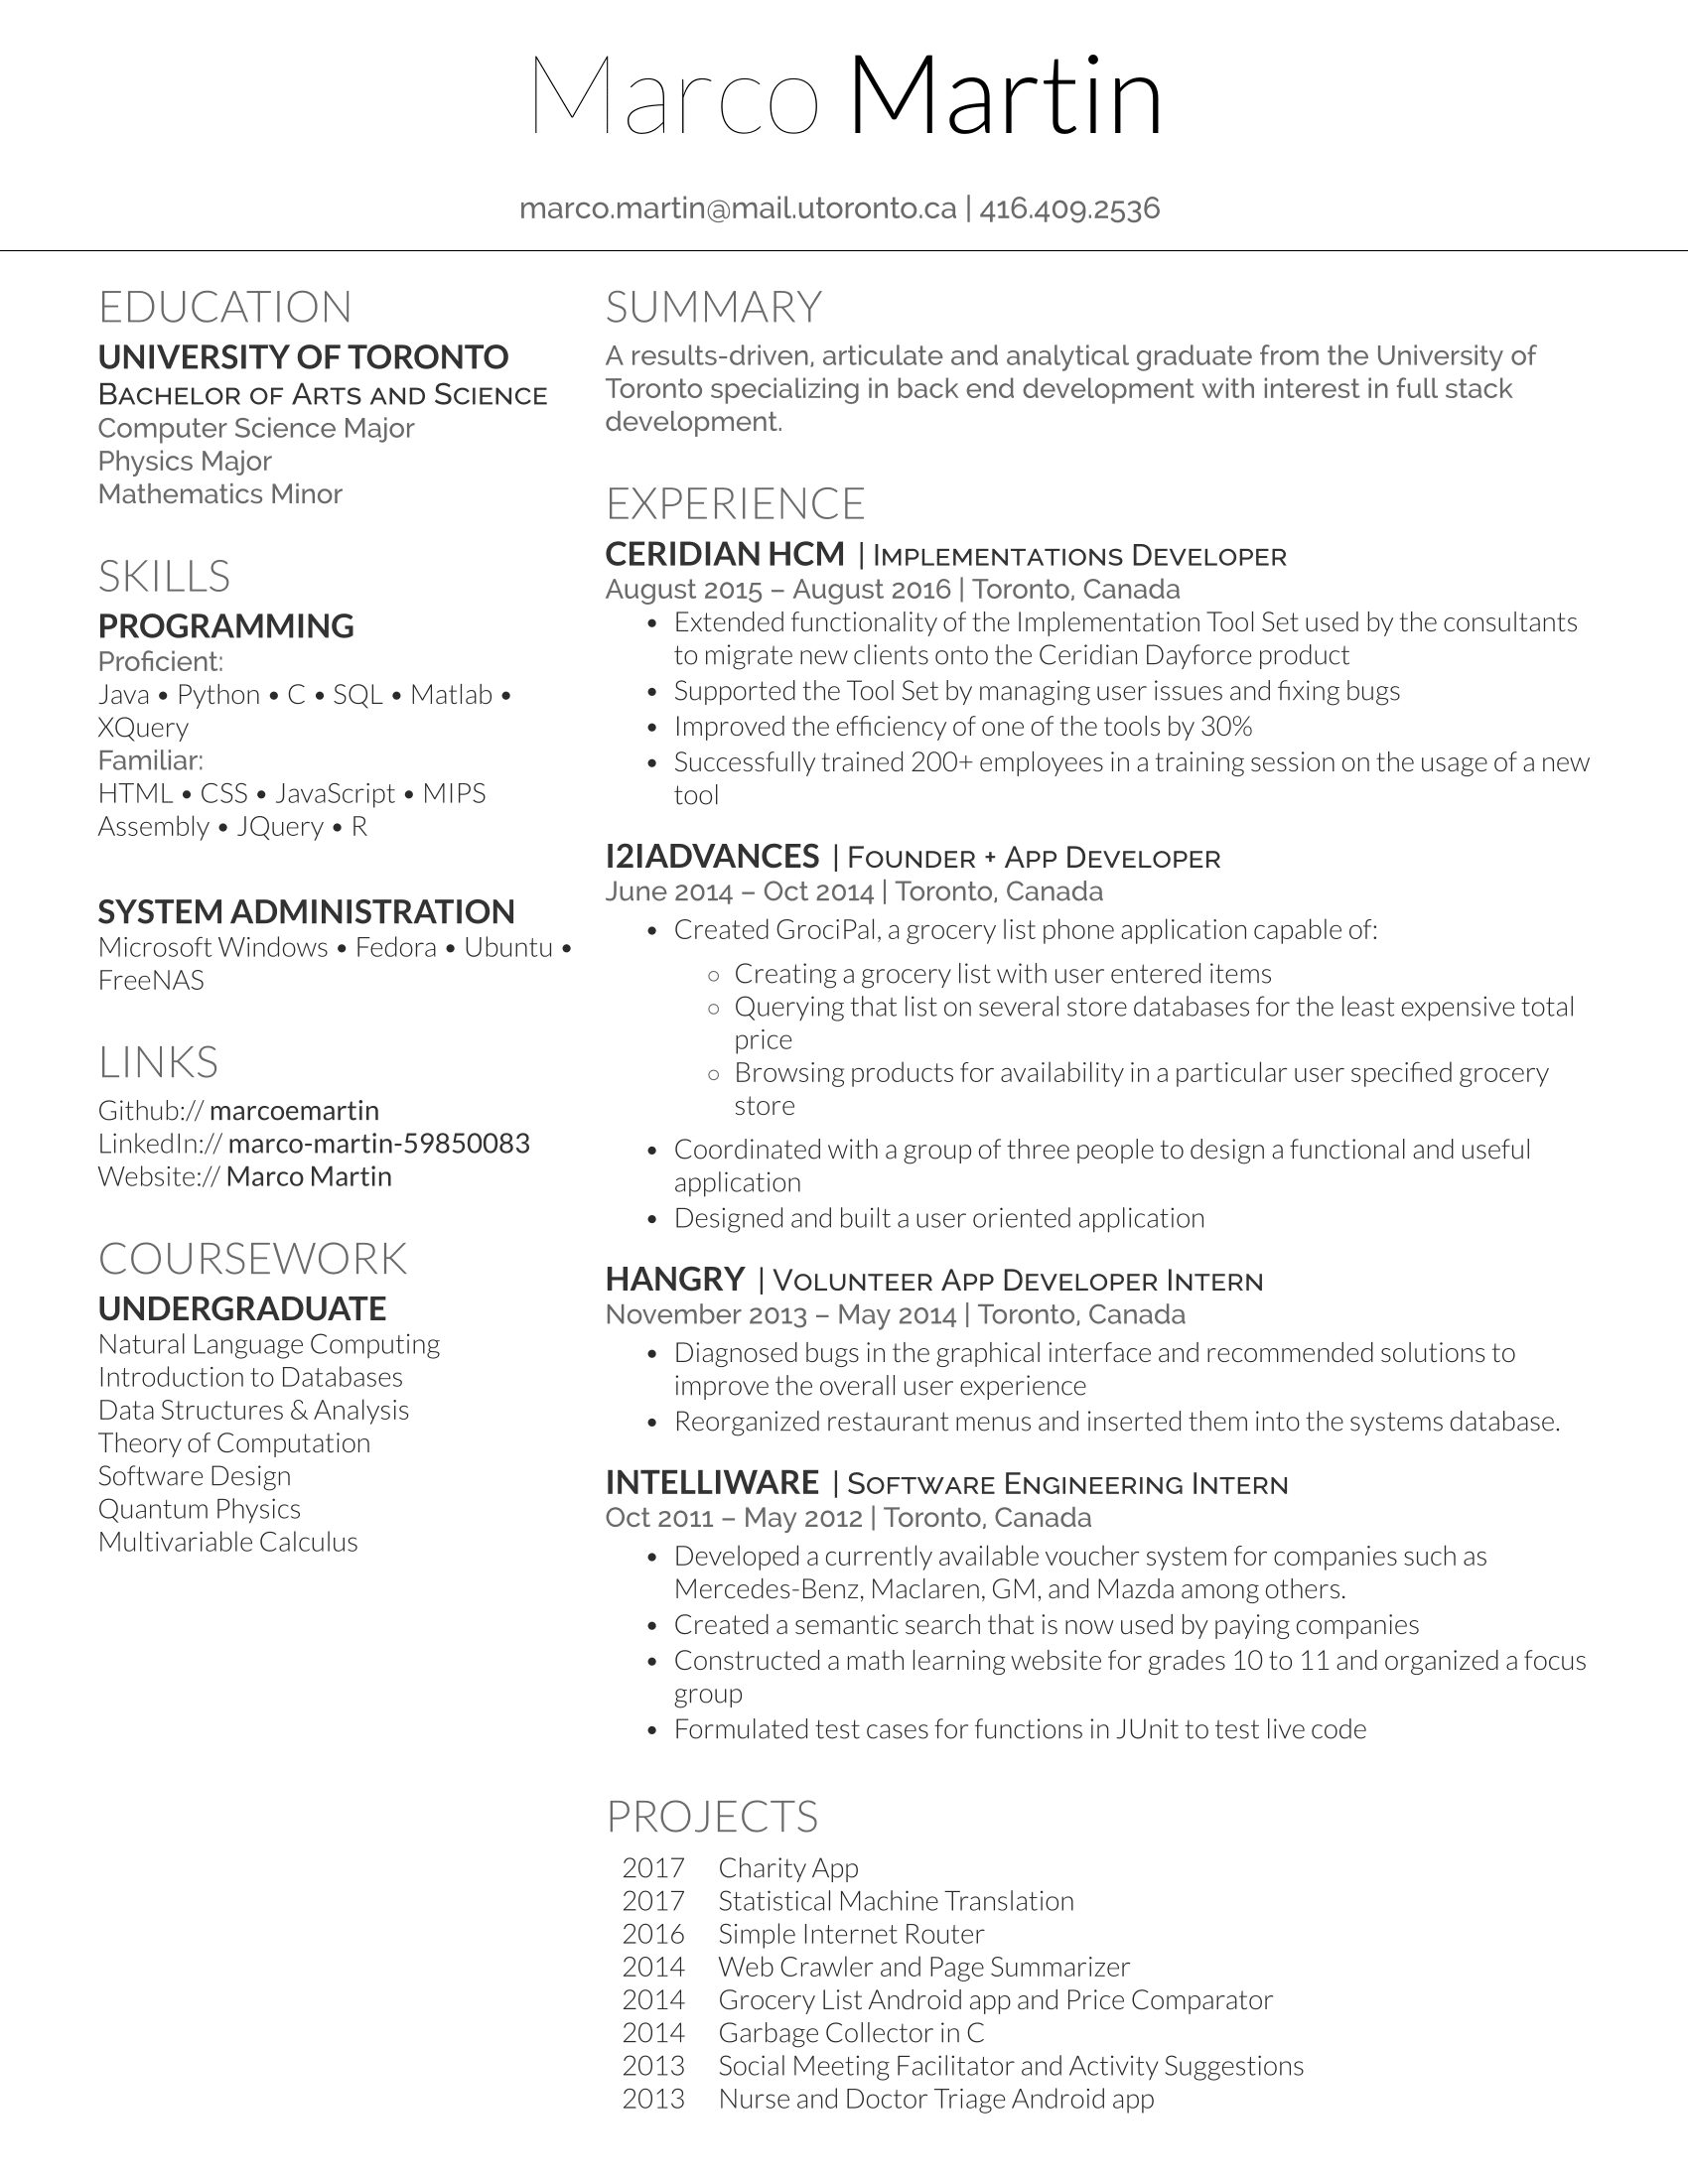 Marco Martin
marco.martin@mail.utoronto.ca | 416.409.2536
EDUCATION
UNIVERSITY OF TORONTO
BACHELOR OF ARTS AND SCIENCE
Computer Science Major
Physics Major
Mathematics Minor
SKILLS
PROGRAMMING
Proficient:
Java • Python • C • SQL • Matlab •
XQuery
Familiar:
HTML • CSS • JavaScript • MIPS
Assembly • JQuery • R
SYSTEM ADMINISTRATION
Microsoft Windows • Fedora • Ubuntu •
FreeNAS
LINKS
Github:// marcoemartin
LinkedIn:// marco-martin-59850083
Website:// Marco Martin
COURSEWORK
UNDERGRADUATE
Natural Language Computing
Introduction to Databases
Data Structures & Analysis
Theory of Computation
Software Design
Quantum Physics
Multivariable Calculus
SUMMARY
A results-driven, articulate and analytical graduate from the University of
Toronto specializing in back end development with interest in full stack
development.
EXPERIENCE
CERIDIAN HCM | IMPLEMENTATIONS DEVELOPER
August 2015 – August 2016 | Toronto, Canada
• Extended functionality of the Implementation Tool Set used by the consultants
to migrate new clients onto the Ceridian Dayforce product
• Supported the Tool Set by managing user issues and fixing bugs
• Improved the efficiency of one of the tools by 30%
• Successfully trained 200+ employees in a training session on the usage of a new
tool
I2IADVANCES | FOUNDER + APP DEVELOPER
June 2014 – Oct 2014 | Toronto, Canada
• Created GrociPal, a grocery list phone application capable of:
○ Creating a grocery list with user entered items
○ Querying that list on several store databases for the least expensive total
price
○ Browsing products for availability in a particular user specified grocery
store
• Coordinated with a group of three people to design a functional and useful
application
• Designed and built a user oriented application
HANGRY | VOLUNTEER APP DEVELOPER INTERN
November 2013 – May 2014 | Toronto, Canada
• Diagnosed bugs in the graphical interface and recommended solutions to
improve the overall user experience
• Reorganized restaurant menus and inserted them into the systems database.
INTELLIWARE | SOFTWARE ENGINEERING INTERN
Oct 2011 – May 2012 | Toronto, Canada
• Developed a currently available voucher system for companies such as
Mercedes-Benz, Maclaren, GM, and Mazda among others.
• Created a semantic search that is now used by paying companies
• Constructed a math learning website for grades 10 to 11 and organized a focus
group
• Formulated test cases for functions in JUnit to test live code
PROJECTS
2017 Charity App
2017 Statistical Machine Translation
2016 Simple Internet Router
2014 Web Crawler and Page Summarizer
2014 Grocery List Android app and Price Comparator
2014 Garbage Collector in C
2013 Social Meeting Facilitator and Activity Suggestions
2013 Nurse and Doctor Triage Android app